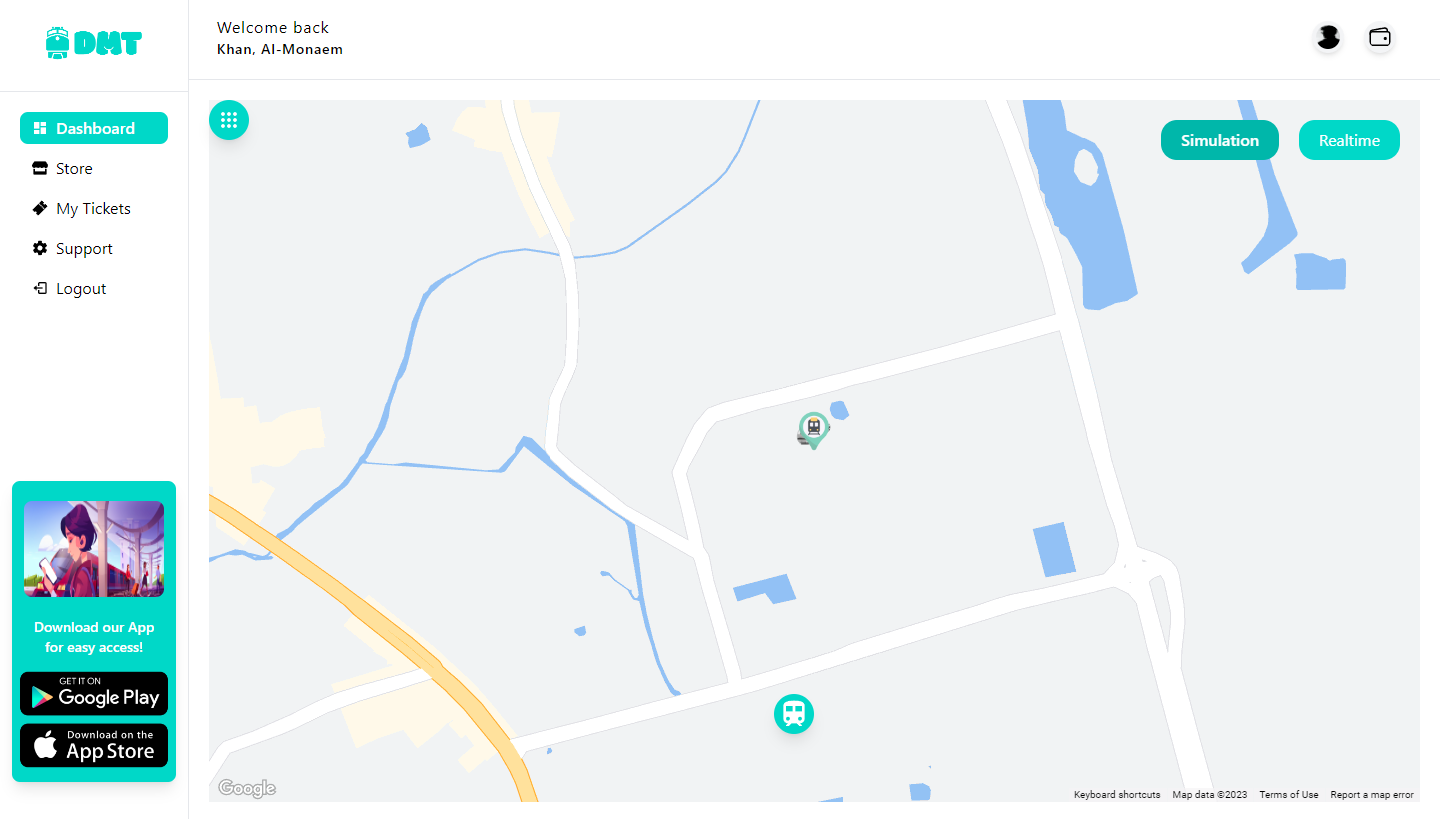 DMT
Welcome back
Khan, Al-Monaem
Dashboard
Store
My Tickets
Support
Logout
Simulation
Realtime
Download our App
for easy access!
GET IT ON
Google Play
Download on the
App Store
Google
Keyboard shortcuts
Map data ©2023
Terms of Use
Report a map error